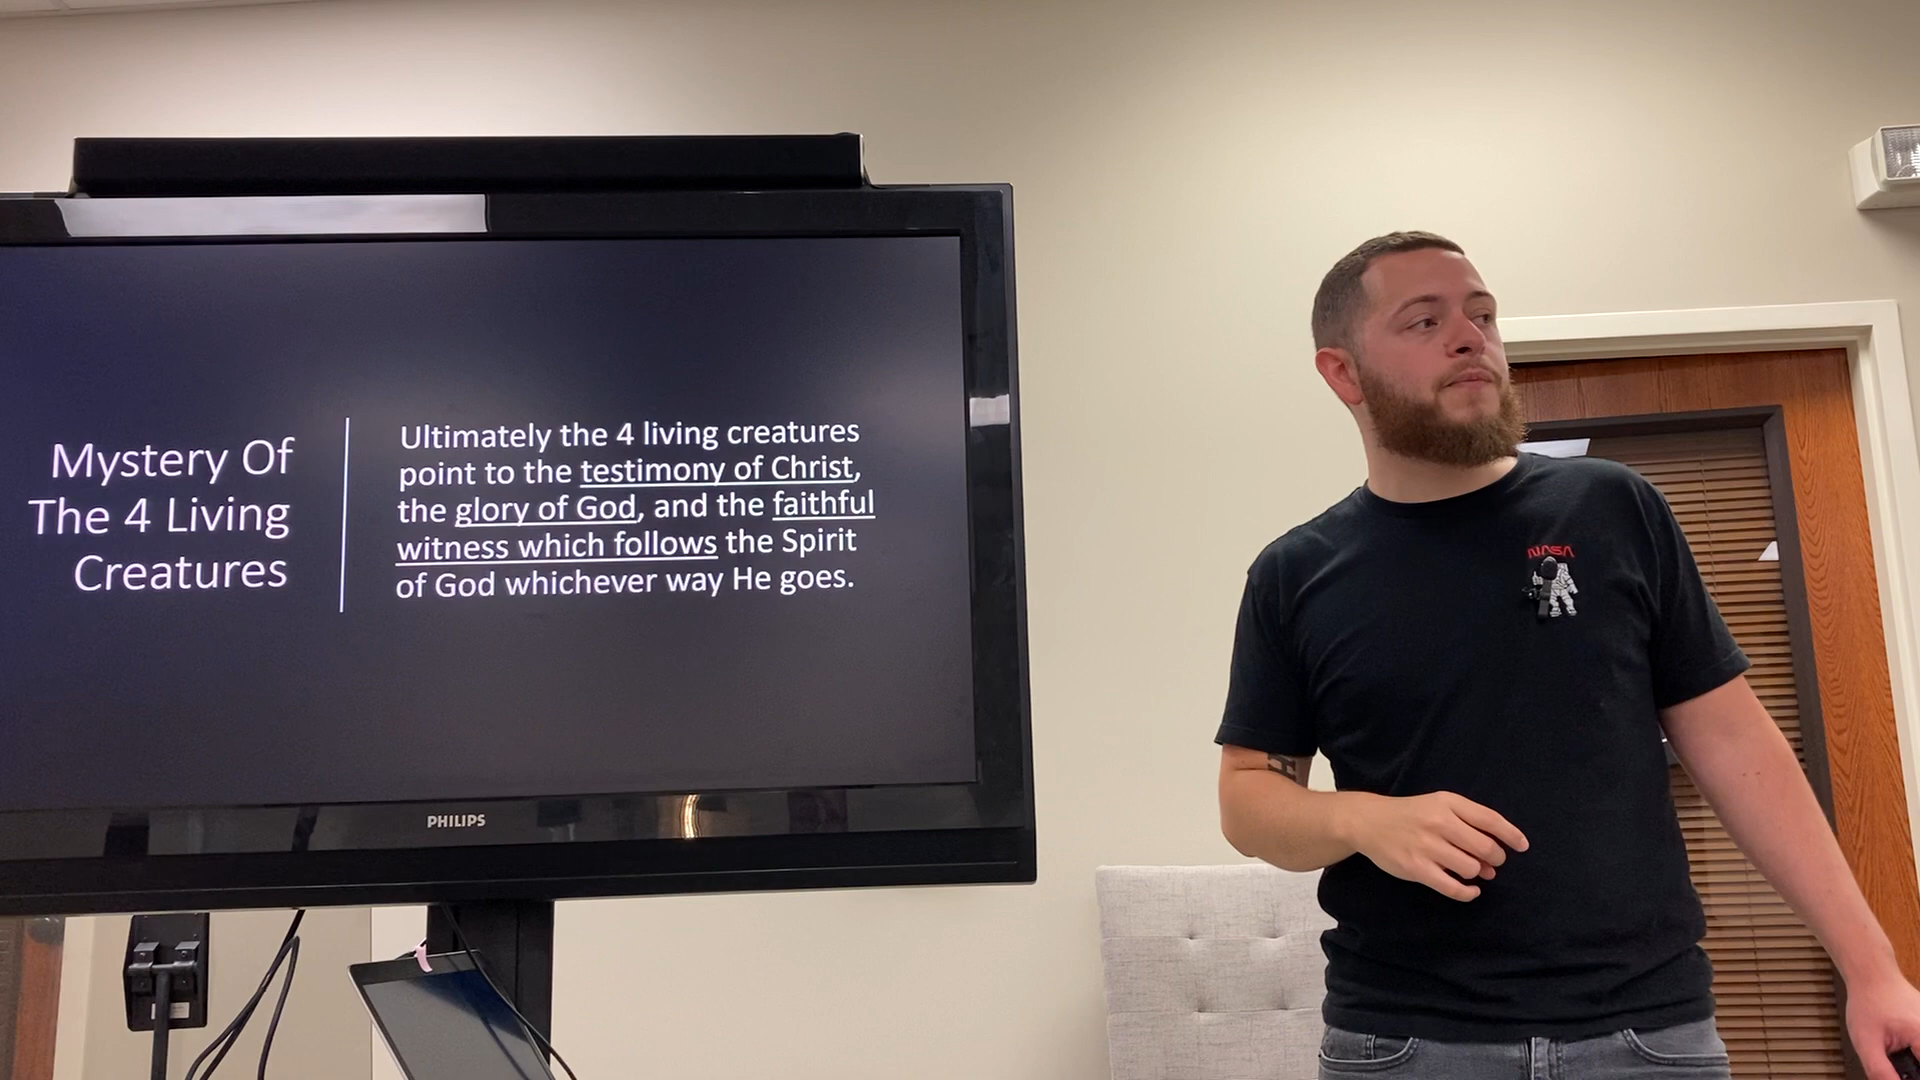 Mystery Of
The 4 Living
Creatures
Ultimately the 4 living creatures
point to the testimony of Christ,
the glory of God, and the faithful
witness which follows the Spirit
of God whichever way He goes.
PHILIPS
NASA